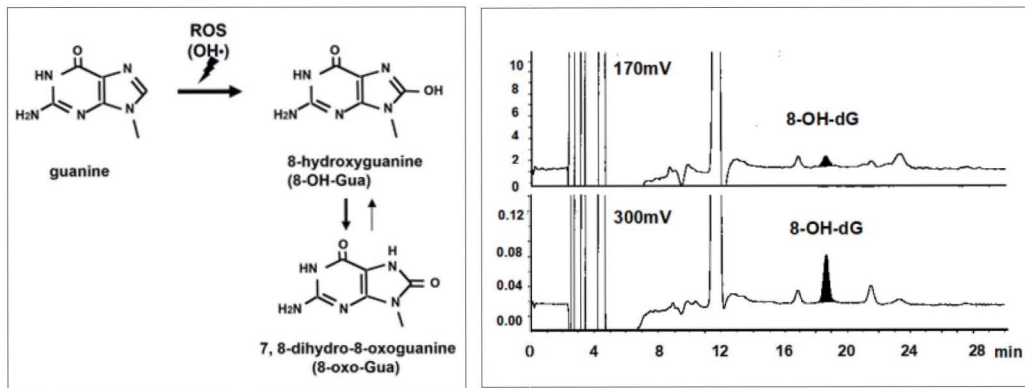 ROS
(OH•)
O
HN
N
H₂N
N
N
guanine
O
HN
N
OH
H₂N
N
N
8-hydroxyguanine
(8-OH-Gua)
O
H
HN
N
O
H₂N
N
N
7, 8-dihydro-8-oxoguanine
(8-oxo-Gua)
170mV
8-OH-dG
10
8
6
4
2
0
300mV
8-OH-dG
0.12
0.08
0.04
0.00
0 4 8 12 16 20 24 28 min